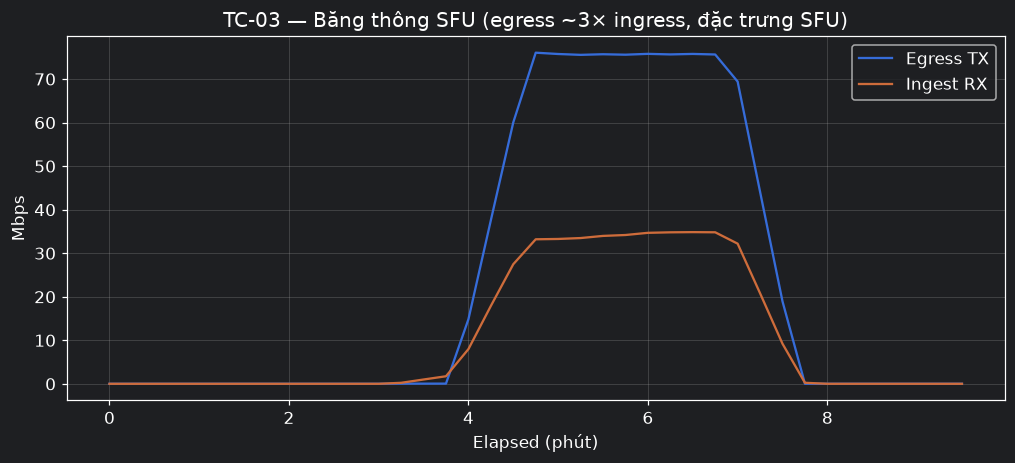 TC-03 — Băng thông SFU (egress ~3× ingress, đặc trưng SFU)
Egress TX
Ingest RX
Mbps
70
60
50
40
30
20
10
0
0 2 4 6 8
Elapsed (phút)